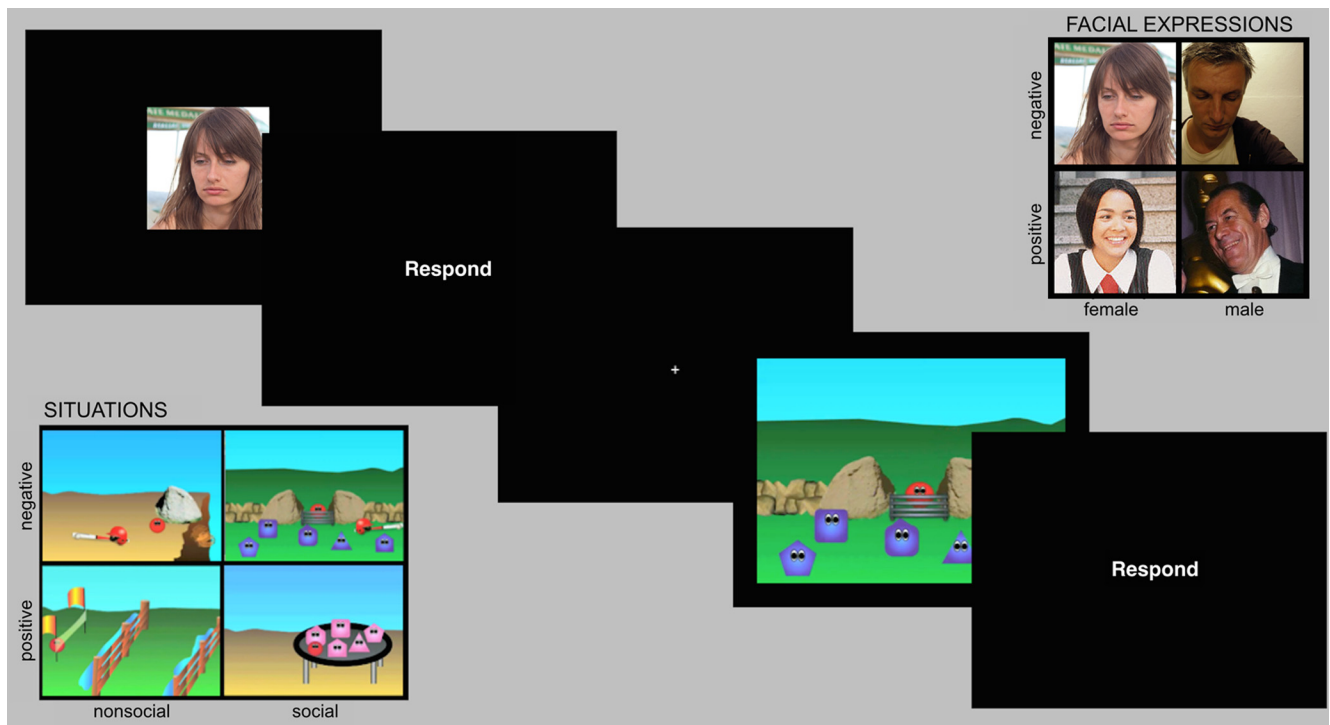 FACIAL EXPRESSIONS
negative
positive
female
male
Respond
+
SITUATIONS
negative
positive
nonsocial
social
Respond